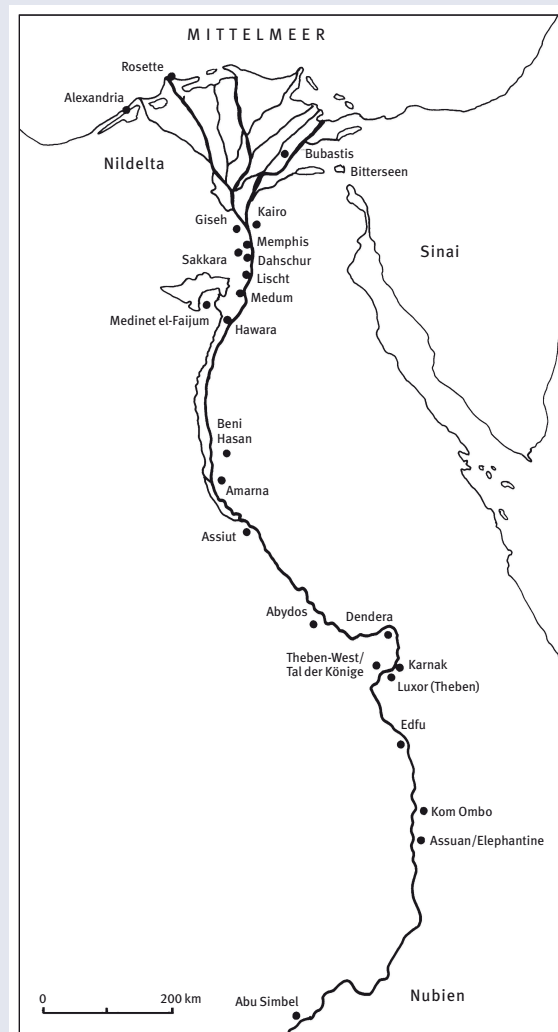 MITTELMEER
Rosette
Alexandria
Nildelta
Bubastis
Bitterseen
Giseh
Kairo
Memphis
Sakkara
Dahschur
Sinai
Lischt
Medum
Medinet el-Faijum
Hawara
Beni
Hasan
Amarna
Assiut
Abydos
Dendera
Theben-West/
Tal der Könige
Karnak
Luxor (Theben)
Edfu
Kom Ombo
Assuan/Elephantine
0 200 km
Abu Simbel
Nubien